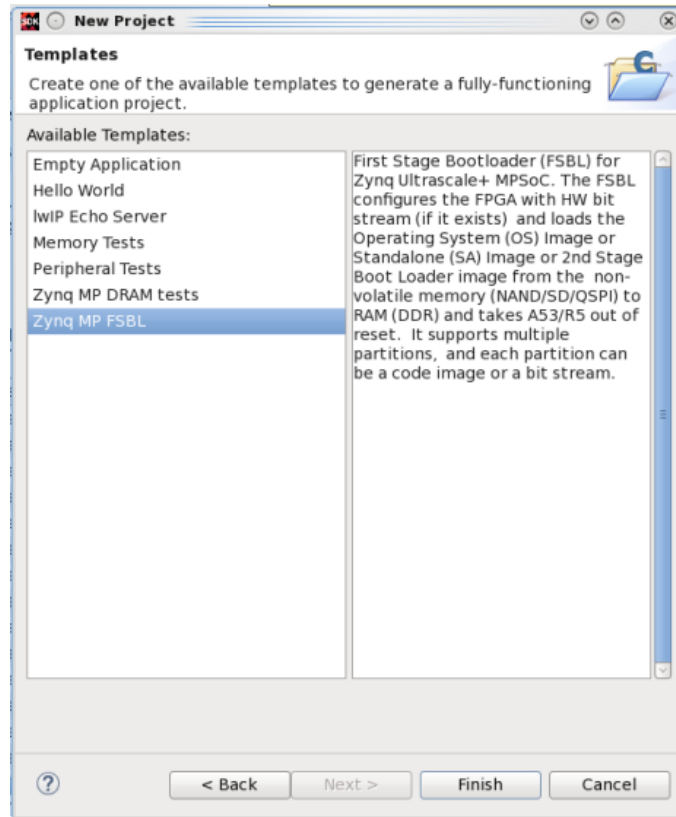 SDK New Project
Templates
Create one of the available templates to generate a fully-functioning
application project.
C
Available Templates:
Empty Application
Hello World
lwIP Echo Server
Memory Tests
Peripheral Tests
Zynq MP DRAM tests
Zynq MP FSBL
First Stage Bootloader (FSBL) for
Zynq Ultrascale+ MPSoC. The FSBL
configures the FPGA with HW bit
stream (if it exists)  and loads the
Operating System (OS) Image or
Standalone (SA) Image or 2nd Stage
Boot Loader image from the  non-
volatile memory (NAND/SD/QSPI) to
RAM (DDR) and takes A53/R5 out of
reset.  It supports multiple
partitions,  and each partition can
be a code image or a bit stream.
? < Back Next > Finish Cancel